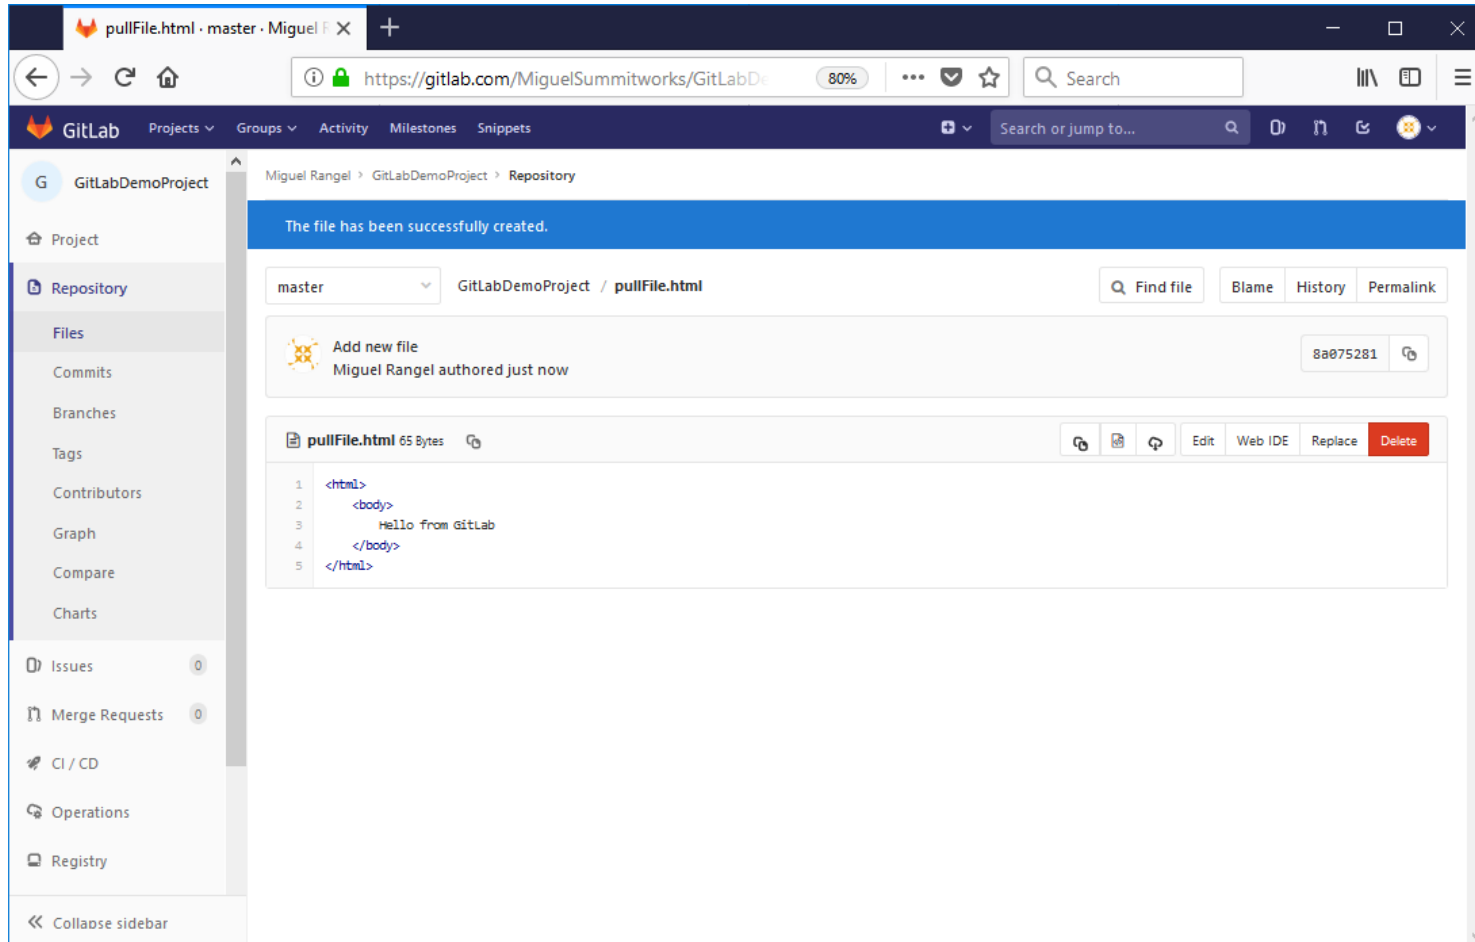 pullFile.html · master · Miguel R
https://gitlab.com/MiguelSummitworks/GitLabDe
80%
Search
GitLab
Projects
Groups
Activity
Milestones
Snippets
Search or jump to...
G GitLabDemoProject
Project
Repository
Files
Commits
Branches
Tags
Contributors
Graph
Compare
Charts
Issues 0
Merge Requests 0
CI / CD
Operations
Registry
Collapse sidebar
Miguel Rangel > GitLabDemoProject > Repository
The file has been successfully created.
master
GitLabDemoProject / pullFile.html
Find file
Blame
History
Permalink
Add new file
Miguel Rangel authored just now
8a075281
pullFile.html 65 Bytes
Edit
Web IDE
Replace
Delete
1 <html>
2 <body>
3 Hello from GitLab
4 </body>
5 </html>